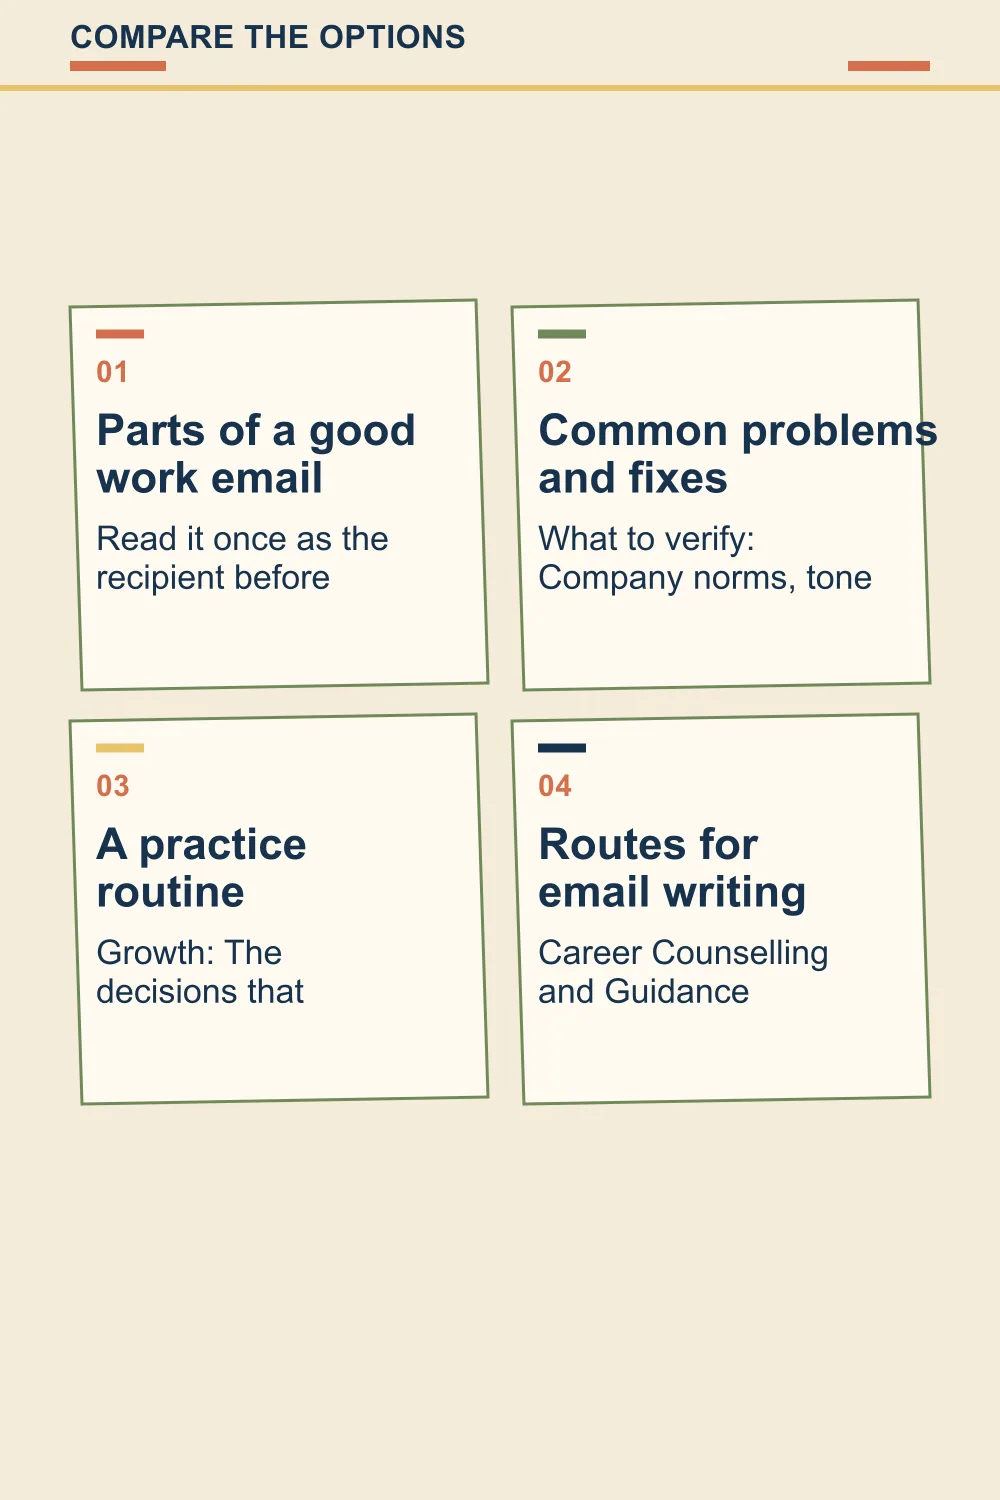 COMPARE THE OPTIONS
01
Parts of a good
work email
Read it once as the
recipient before
02
Common problems
and fixes
What to verify:
Company norms, tone
03
A practice
routine
Growth: The
decisions that
04
Routes for
email writing
Career Counselling
and Guidance